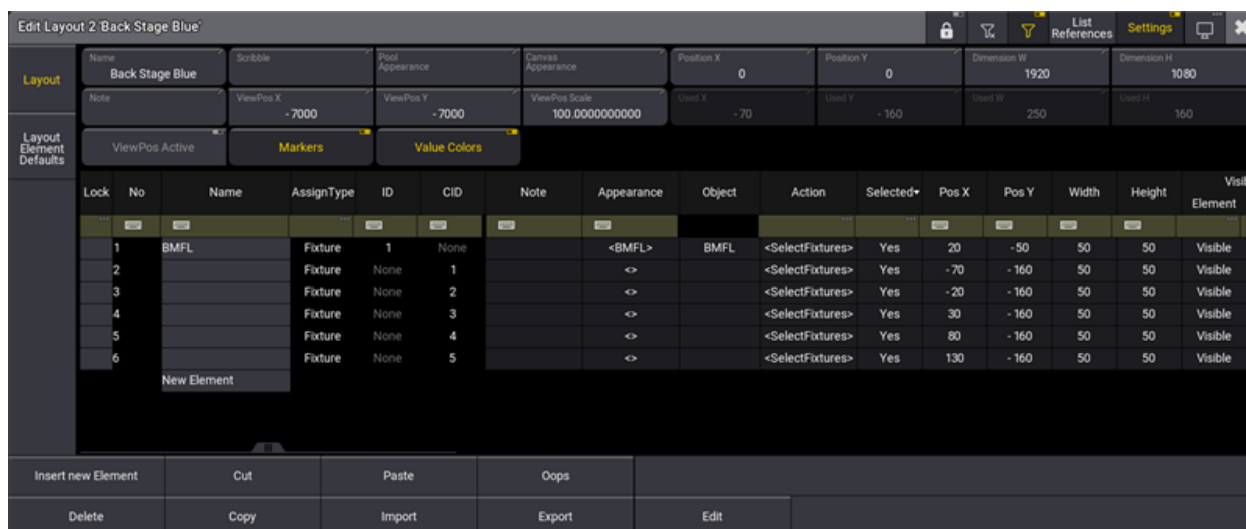 Edit Layout 2 'Back Stage Blue'
List References
Settings
Layout
Name
Back Stage Blue
Scribble
Pool Appearance
Canvas Appearance
Position X
0
Position Y
0
Dimension W
1920
Dimension H
1080
Note
ViewPos X
-7000
ViewPos Y
-7000
ViewPos Scale
100.0000000000
Used X
-70
Used Y
-160
Used W
250
Used H
160
Layout Element Defaults
ViewPos Active
Markers
Value Colors
Lock No Name AssignType ID CID Note Appearance Object Action Selected Pos X Pos Y Width Height Element
1 BMFL Fixture 1 None <BMFL> BMFL <SelectFixtures> Yes 20 -50 50 50 Visible
2 Fixture None 1 <> <SelectFixtures> Yes -70 -160 50 50 Visible
3 Fixture None 2 <> <SelectFixtures> Yes -20 -160 50 50 Visible
4 Fixture None 3 <> <SelectFixtures> Yes 30 -160 50 50 Visible
5 Fixture None 4 <> <SelectFixtures> Yes 80 -160 50 50 Visible
6 Fixture None 5 <> <SelectFixtures> Yes 130 -160 50 50 Visible
New Element
Insert new Element Cut Paste Oops
Delete Copy Import Export Edit